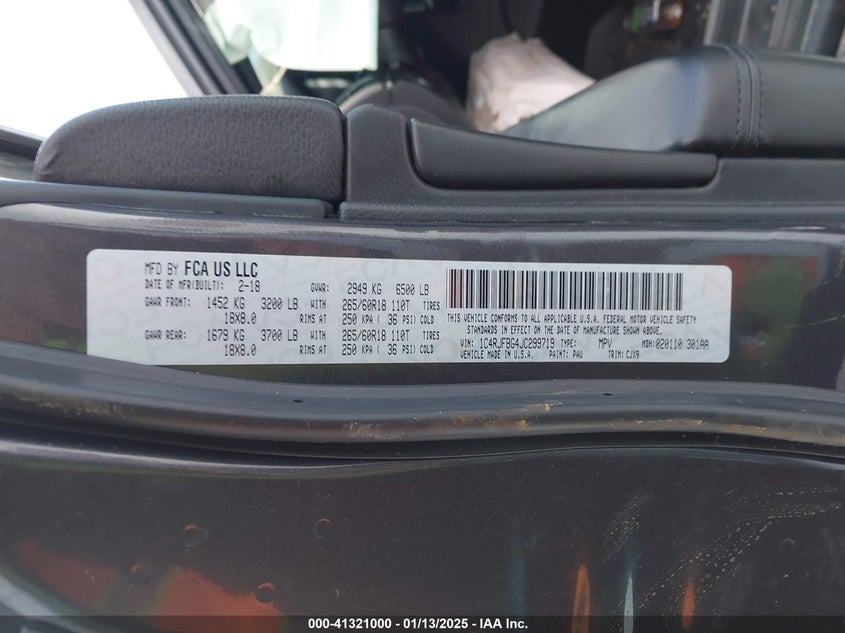 MFD BY FCA US LLC
DATE OF MFR(BUILT): 2-18 GVWR: 2949 KG 6500 LB
GAWR FRONT: 1452 KG 3200 LB WITH 265/60R18 110T TIRES
18X8.0 RIMS AT 250 KPA ( 36 PSI) COLD
GAWR REAR: 1679 KG 3700 LB WITH 265/60R18 110T TIRES
18X8.0 RIMS AT 250 KPA ( 36 PSI) COLD
THIS VEHICLE CONFORMS TO ALL APPLICABLE U.S.A. FEDERAL MOTOR VEHICLE SAFETY
STANDARDS IN EFFECT ON THE DATE OF MANUFACTURE SHOWN ABOVE.
VIN: 1C4RJFBG4JC299719 TYPE: MPV MDH: 020110 301AA
VEHICLE MADE IN U.S.A. PAINT: PAU TRIM: CJX9
000-41321000 - 01/13/2025 - IAA Inc.